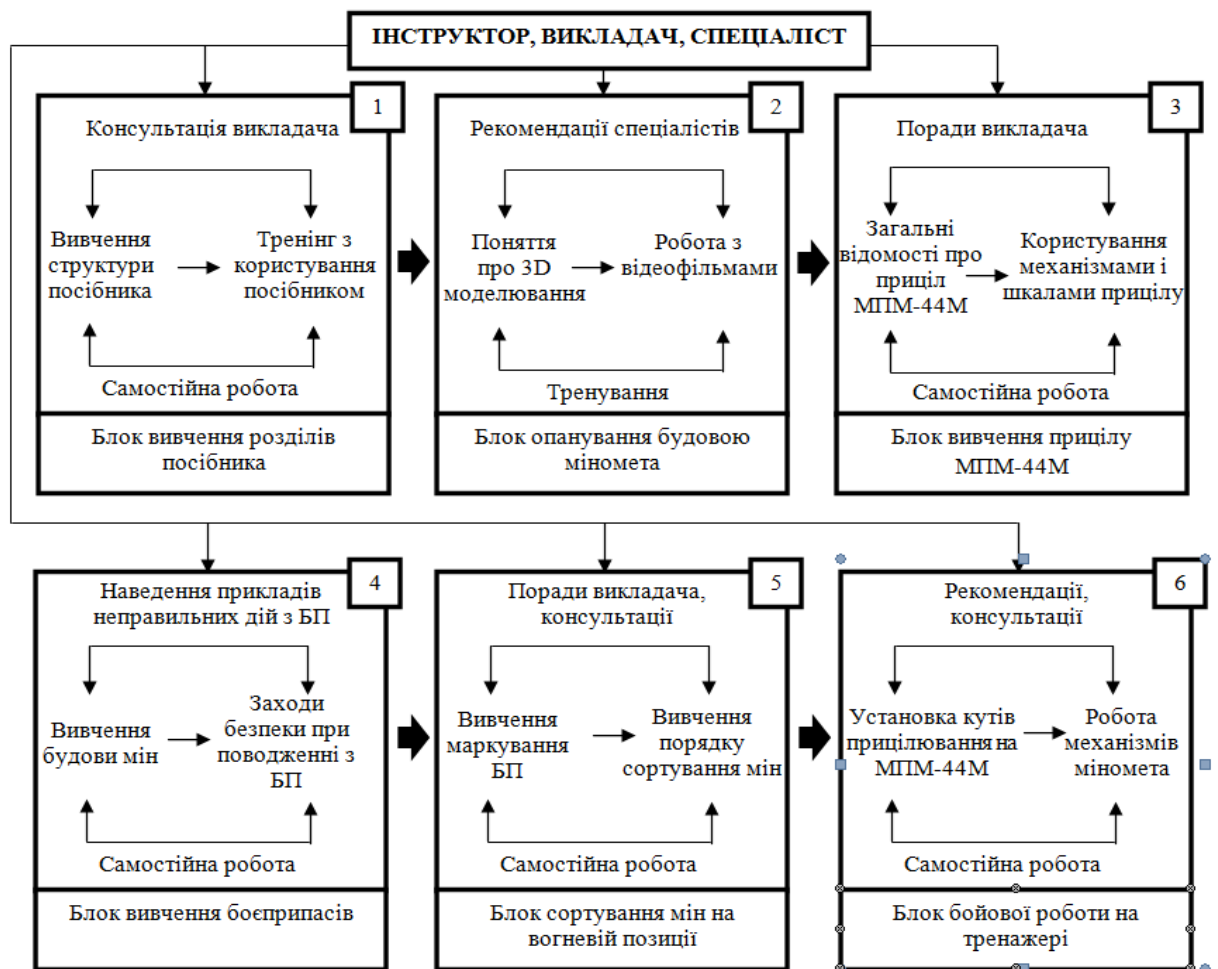 ІНСТРУКТОР, ВИКЛАДАЧ, СПЕЦІАЛІСТ
1
Консультація викладача
Вивчення
структури
посібника
Тренінг з
користування
посібником
Самостійна робота
Блок вивчення розділів
посібника
2
Рекомендації спеціалістів
Поняття
про 3D
моделювання
Робота з
відеофільмами
Тренування
Блок опанування будовою
міномета
3
Поради викладача
Загальні
відомості про
приціл
МПМ-44М
Користування
механізмами і
шкалами прицілу
Самостійна робота
Блок вивчення прицілу
МПМ-44М
4
Наведення прикладів
неправильних дій з БП
Вивчення
будови мін
Заходи
безпеки при
поводженні з
БП
Самостійна робота
Блок вивчення боєприпасів
5
Поради викладача,
консультації
Вивчення
маркування
БП
Вивчення
порядку
сортування мін
Самостійна робота
Блок сортування мін на
вогневій позиції
6
Рекомендації,
консультації
Установка кутів
прицілювання на
МПМ-44М
Робота
механізмів
міномета
Самостійна робота
Блок бойової роботи на
тренажері